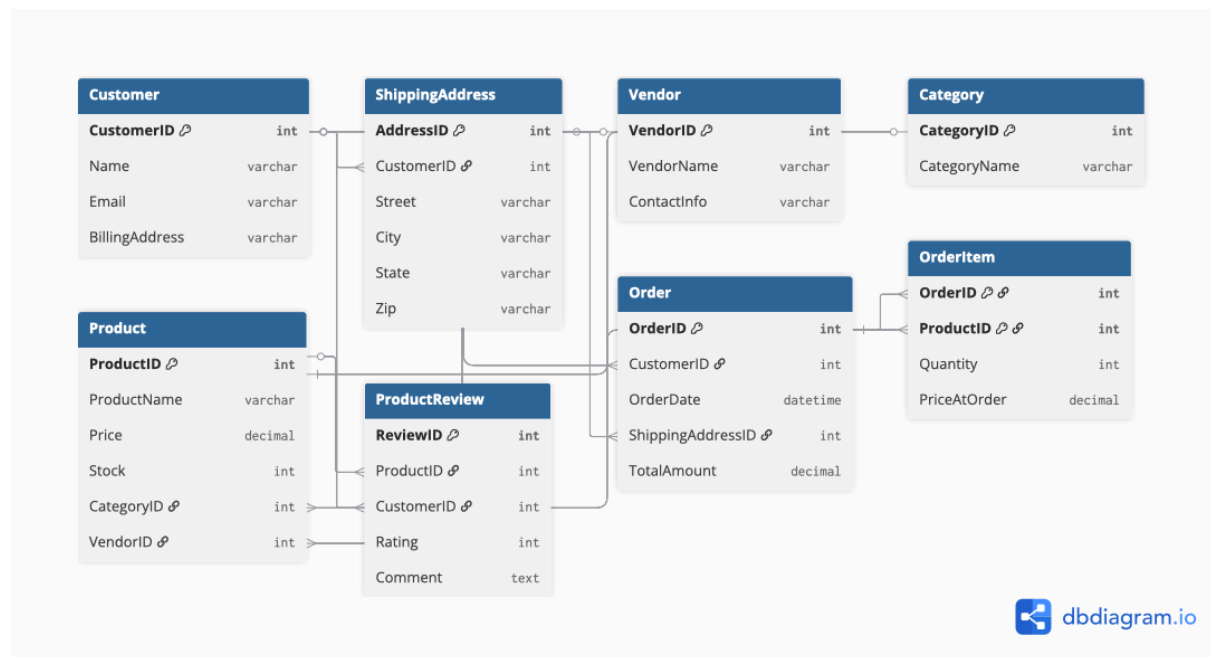 Customer
CustomerID int
Name varchar
Email varchar
BillingAddress varchar
ShippingAddress
AddressID int
CustomerID int
Street varchar
City varchar
State varchar
Zip varchar
Vendor
VendorID int
VendorName varchar
ContactInfo varchar
Category
CategoryID int
CategoryName varchar
Product
ProductID int
ProductName varchar
Price decimal
Stock int
CategoryID int
VendorID int
ProductReview
ReviewID int
ProductID int
CustomerID int
Rating int
Comment text
Order
OrderID int
CustomerID int
OrderDate datetime
ShippingAddressID int
TotalAmount decimal
OrderItem
OrderID int
ProductID int
Quantity int
PriceAtOrder decimal
dbdiagram.io